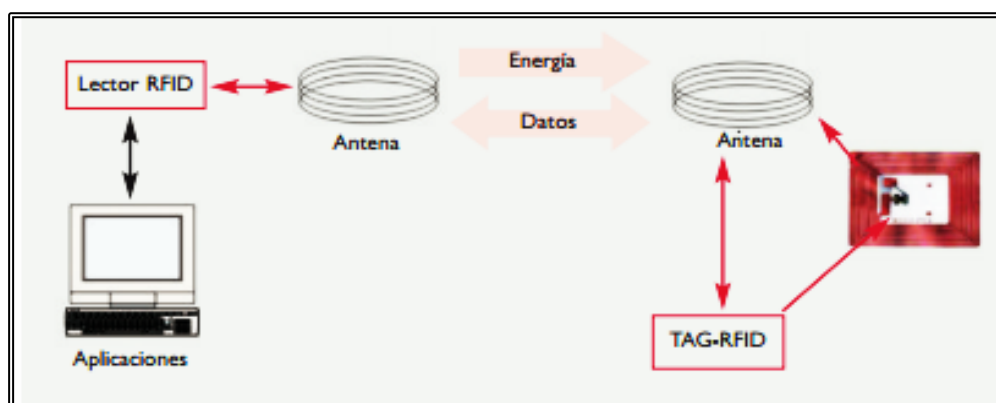 Energía
Lector RFID
Datos
Antena
Antena
TAG-RFID
Aplicaciones